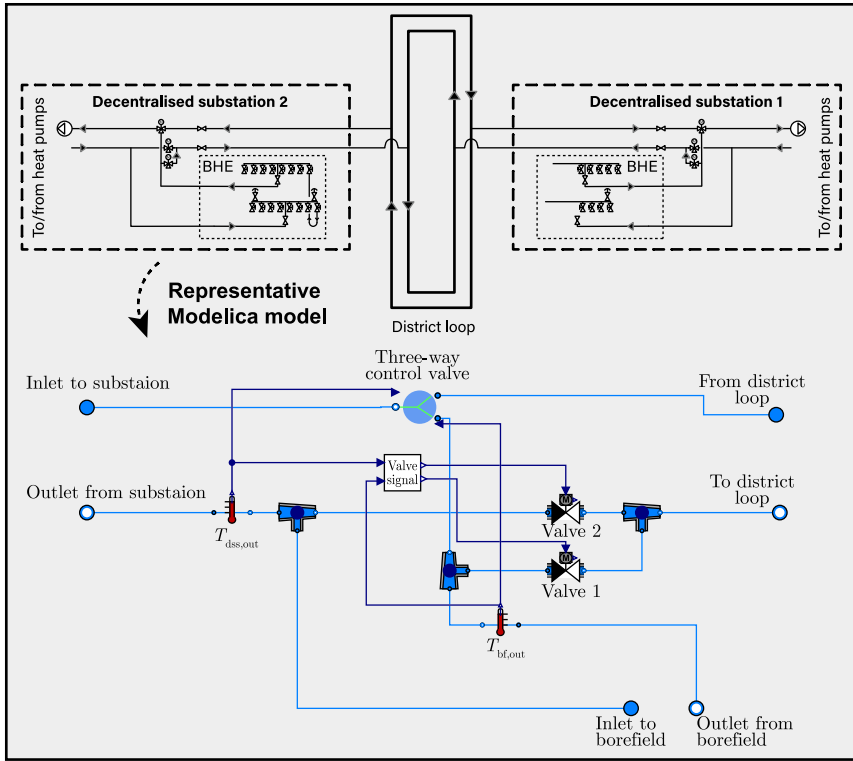 Decentralised substation 2
Decentralised substation 1
To/from heat pumps
BHE
BHE
To/from heat pumps
Representative
Modelica model
District loop
Three-way
control valve
Inlet to substaion
From district
loop
Valve
signal
M
Outlet from substaion
To district
loop
T_dss,out
Valve 2
M
Valve 1
T_bf,out
Inlet to
borefield
Outlet from
borefield